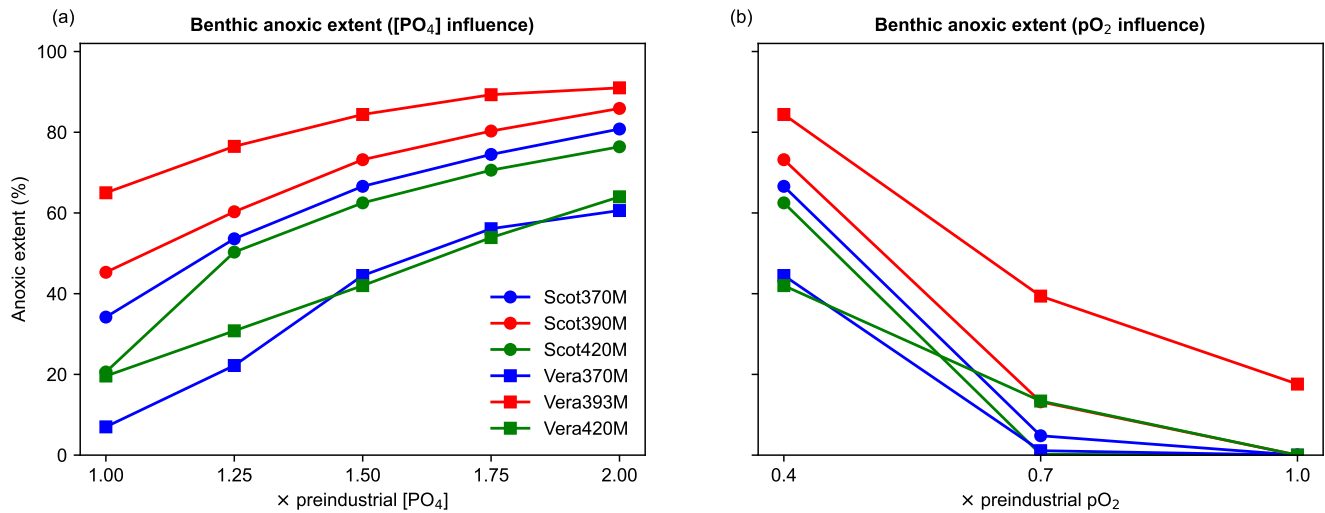 (a)
Benthic anoxic extent ([PO₄] influence)
100
80
60
40
20
0
Anoxic extent (%)
1.00 1.25 1.50 1.75 2.00
× preindustrial [PO₄]
Scot370M
Scot390M
Scot420M
Vera370M
Vera393M
Vera420M
(b)
Benthic anoxic extent (pO₂ influence)
0.4 0.7 1.0
× preindustrial pO₂